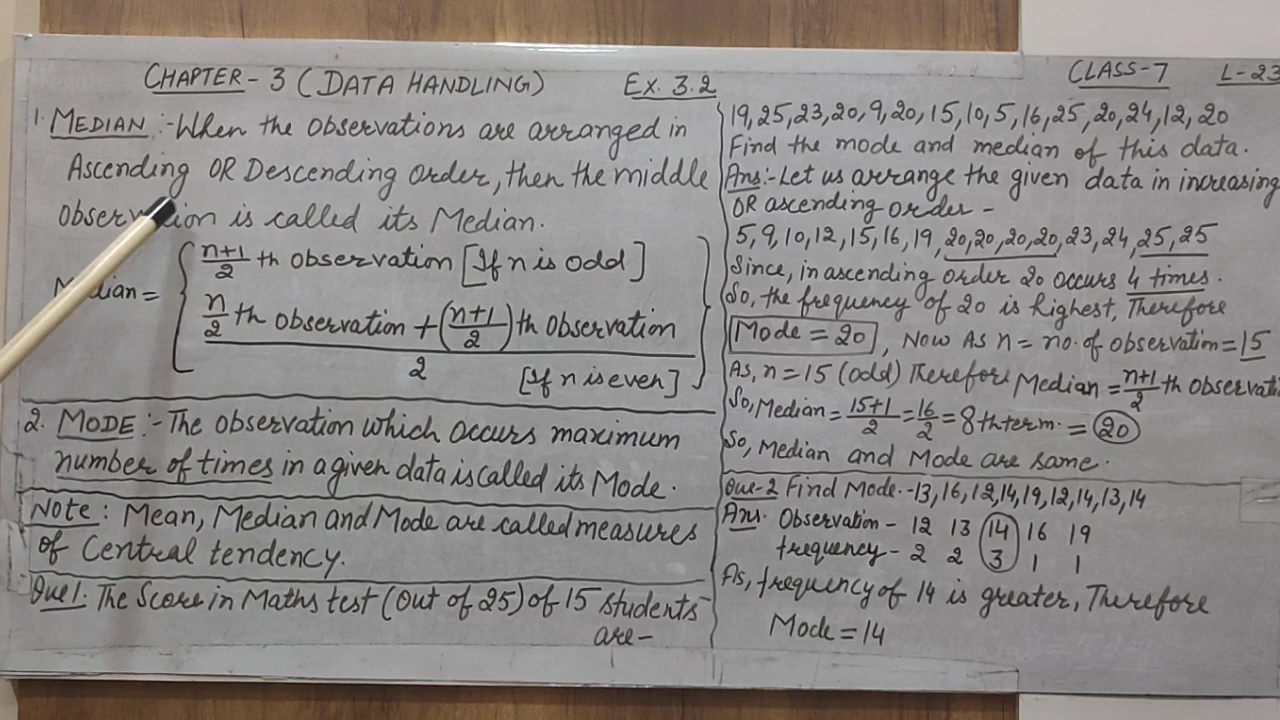 CHAPTER - 3 (DATA HANDLING) EX. 3.2
CLASS-7 L-23
1. MEDIAN :- When the observations are arranged in
Ascending OR Descending order, then the middle
observation is called its Median.
Median = { n+1/2 th observation [If n is odd]
n/2 th observation + (n+1/2) th observation
2 [If n is even] }
2. MODE :- The observation which occurs maximum
number of times in a given data is called its Mode.
Note : Mean, Median and Mode are called measures
of Central tendency.
Que 1. The Score in Maths test (out of 25) of 15 students
are -
19, 25, 23, 20, 9, 20, 15, 10, 5, 16, 25, 20, 24, 12, 20
Find the mode and median of this data.
Ans:- Let us arrange the given data in increasing
OR ascending order -
5, 9, 10, 12, 15, 16, 19, 20, 20, 20, 20, 23, 24, 25, 25
Since, in ascending order 20 occurs 4 times.
So, the frequency of 20 is highest, Therefore
Mode = 20, Now As n = no. of observation = 15
As, n = 15 (odd) Therefore Median = n+1/2 th observati
So, Median = 15+1/2 = 16/2 = 8th term. = 20
So, Median and Mode are same.
Que-2 Find Mode. - 13, 16, 12, 14, 19, 12, 14, 13, 14
Ans. Observation - 12 13 14 16 19
frequency - 2 2 3 1 1
As, frequency of 14 is greater, Therefore
Mode = 14